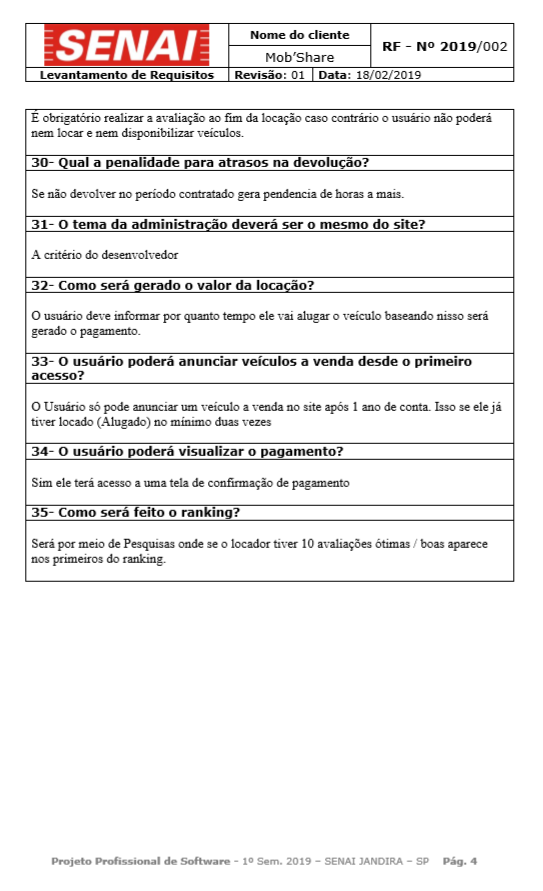 SENAI
Nome do cliente
Mob'Share
RF - Nº 2019/002
Levantamento de Requisitos
Revisão: 01
Data: 18/02/2019
É obrigatório realizar a avaliação ao fim da locação caso contrário o usuário não poderá
nem locar e nem disponibilizar veículos.
30- Qual a penalidade para atrasos na devolução?
Se não devolver no período contratado gera pendencia de horas a mais.
31- O tema da administração deverá ser o mesmo do site?
A critério do desenvolvedor
32- Como será gerado o valor da locação?
O usuário deve informar por quanto tempo ele vai alugar o veículo baseando nisso será
gerado o pagamento.
33- O usuário poderá anunciar veículos a venda desde o primeiro
acesso?
O Usuário só pode anunciar um veículo a venda no site após 1 ano de conta. Isso se ele já
tiver locado (Alugado) no mínimo duas vezes
34- O usuário poderá visualizar o pagamento?
Sim ele terá acesso a uma tela de confirmação de pagamento
35- Como será feito o ranking?
Será por meio de Pesquisas onde se o locador tiver 10 avaliações ótimas / boas aparece
nos primeiros do ranking.
Projeto Profissional de Software - 1º Sem. 2019 – SENAI JANDIRA – SP Pág. 4